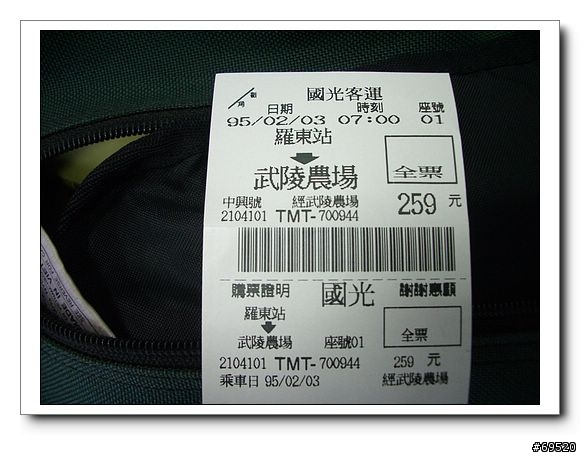 國光客運
日期 時刻 座號
95/02/03 07:00 01
羅東站
武陵農場
全票
中興號 經武陵農場 259 元
2104101 TMT-700944
購票證明 國光 謝謝惠顧
羅東站
武陵農場 座號01 全票
2104101 TMT-700944 259 元
乘車日 95/02/03 經武陵農場
#69520